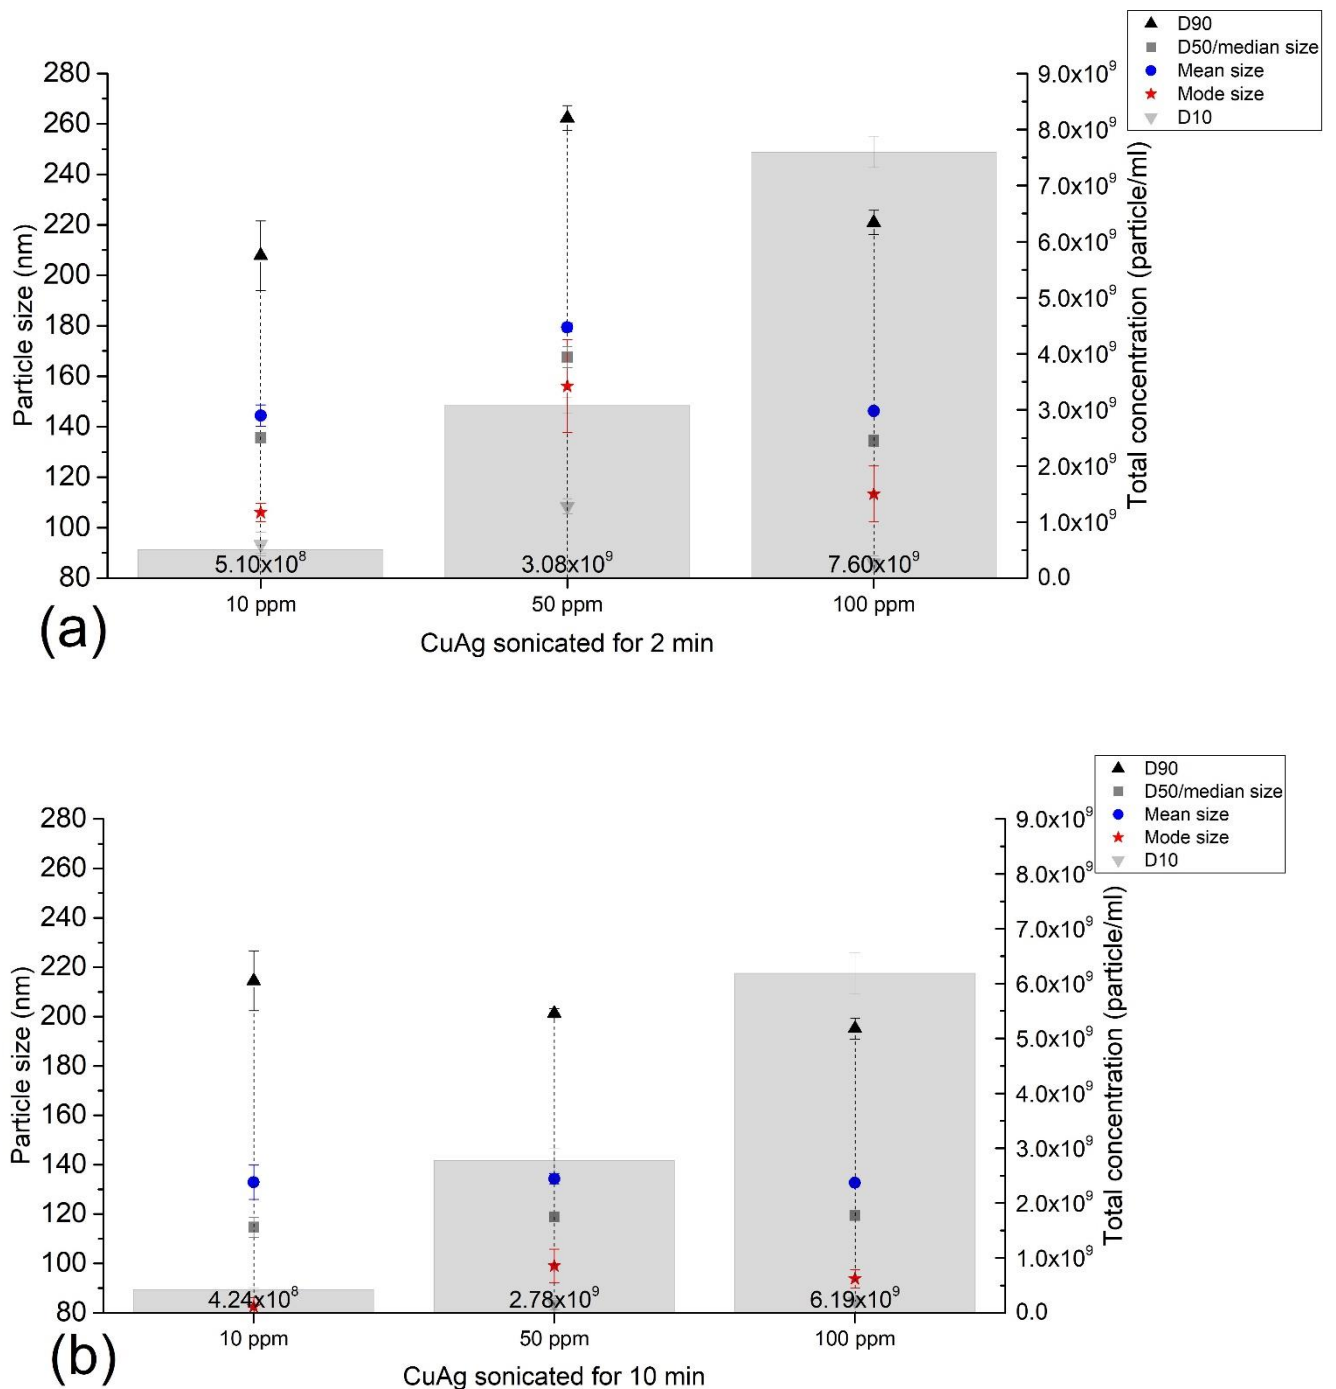 D90
D50/median size
Mean size
Mode size
D10
280
260
240
220
200
180
160
140
120
100
80
Particle size (nm)
9.0x10⁹
8.0x10⁹
7.0x10⁹
6.0x10⁹
5.0x10⁹
4.0x10⁹
3.0x10⁹
2.0x10⁹
1.0x10⁹
0.0
Total concentration (particle/ml)
5.10x10⁸
3.08x10⁹
7.60x10⁹
10 ppm
50 ppm
100 ppm
(a)
CuAg sonicated for 2 min
D90
D50/median size
Mean size
Mode size
D10
280
260
240
220
200
180
160
140
120
100
80
Particle size (nm)
9.0x10⁹
8.0x10⁹
7.0x10⁹
6.0x10⁹
5.0x10⁹
4.0x10⁹
3.0x10⁹
2.0x10⁹
1.0x10⁹
0.0
Total concentration (particle/ml)
4.24x10⁸
2.78x10⁹
6.19x10⁹
10 ppm
50 ppm
100 ppm
(b)
CuAg sonicated for 10 min